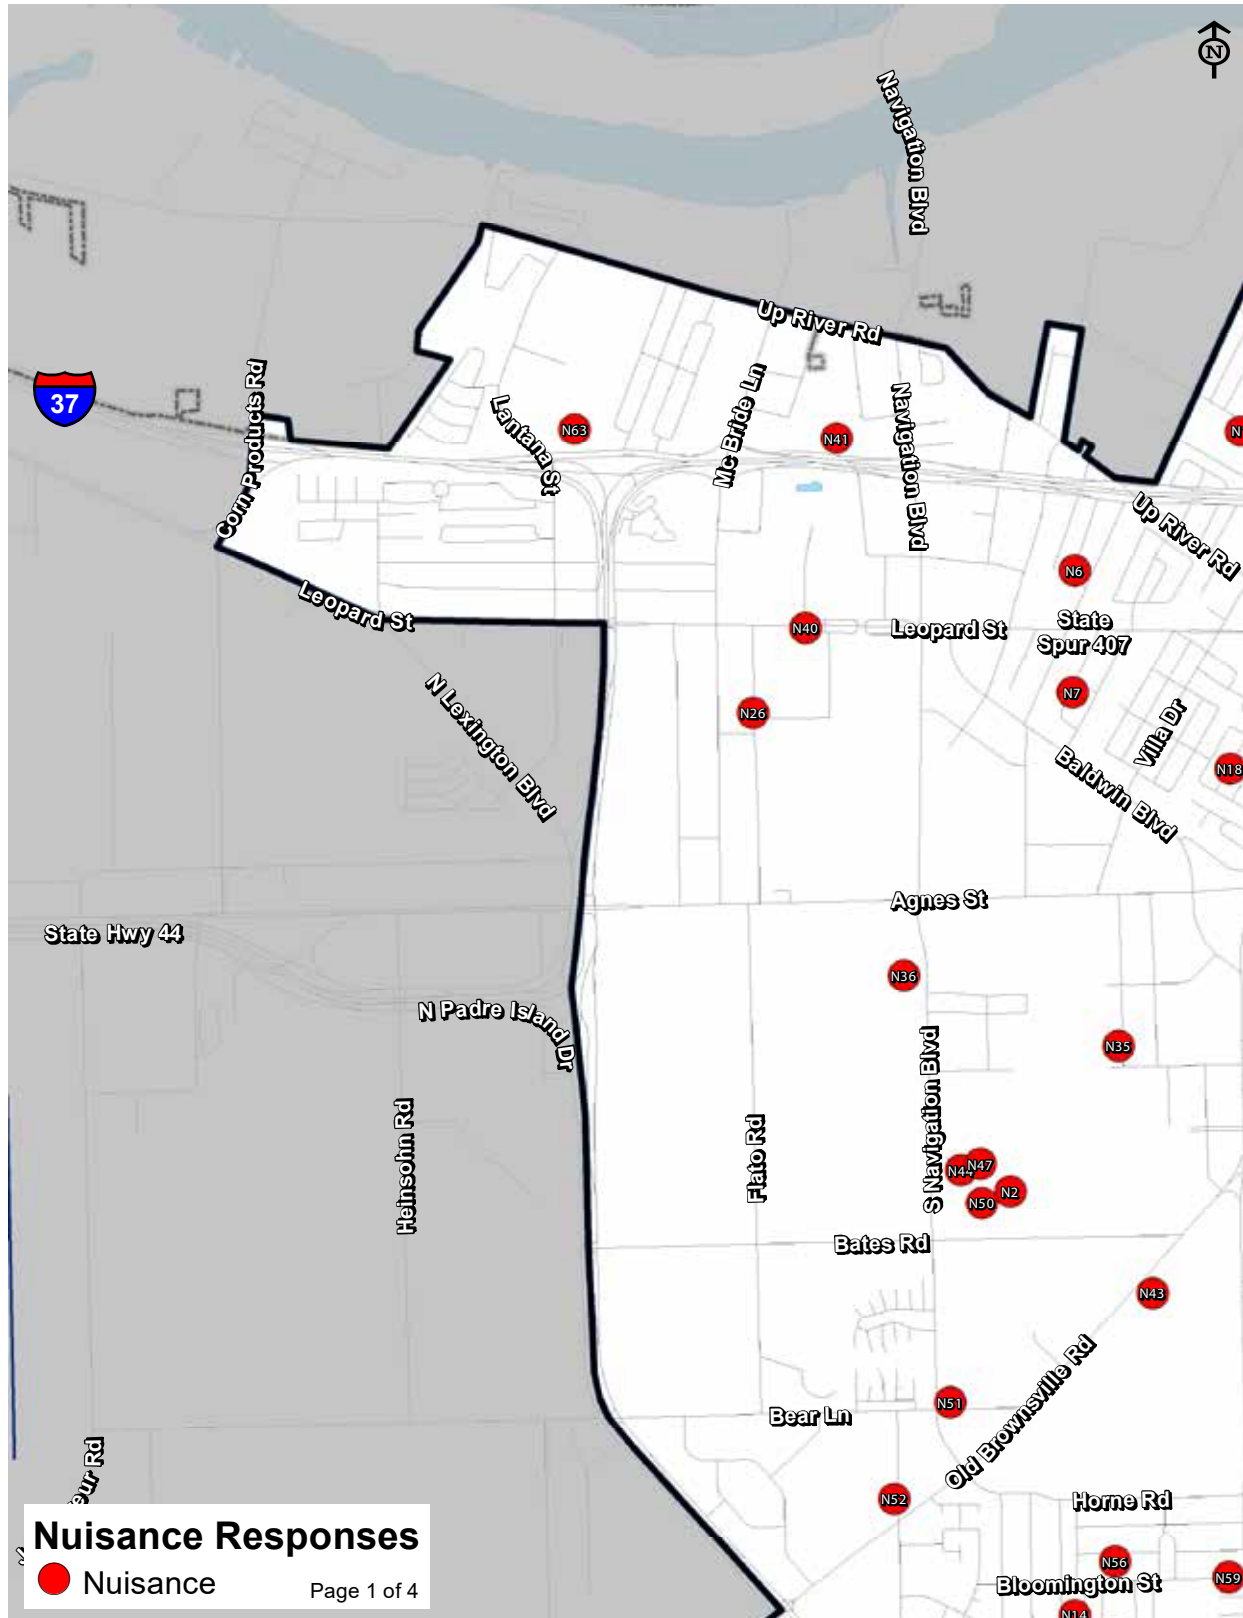 N
Navigation Blvd
Up River Rd
37
Corn Products Rd
Lantana St
N63
Mc Bride Ln
N41
Navigation Blvd
Up River Rd
N6
Leopard St
N40
Leopard St
State
Spur 407
N Lexington Blvd
N26
N7
Villa Dr
N18
Baldwin Blvd
Agnes St
State Hwy 44
N36
N Padre Island Dr
N35
Heinsohn Rd
Flato Rd
S Navigation Blvd
N44
N47
N2
N50
Bates Rd
N43
Old Brownsville Rd
N51
Bear Ln
N52
Horne Rd
N56
Bloomington St
N59
N14
Nuisance Responses
Nuisance
Page 1 of 4